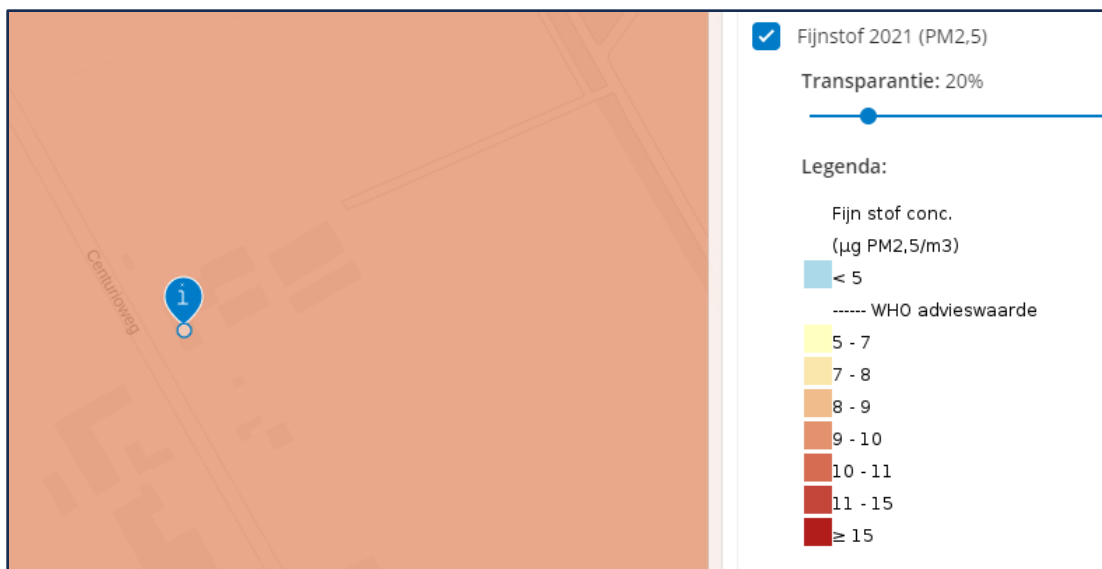 Centurioweg
i
Fijnstof 2021 (PM2,5)
Transparantie: 20%
Legenda:
Fijn stof conc.
(µg PM2,5/m3)
< 5
------ WHO advieswaarde
5 - 7
7 - 8
8 - 9
9 - 10
10 - 11
11 - 15
≥ 15